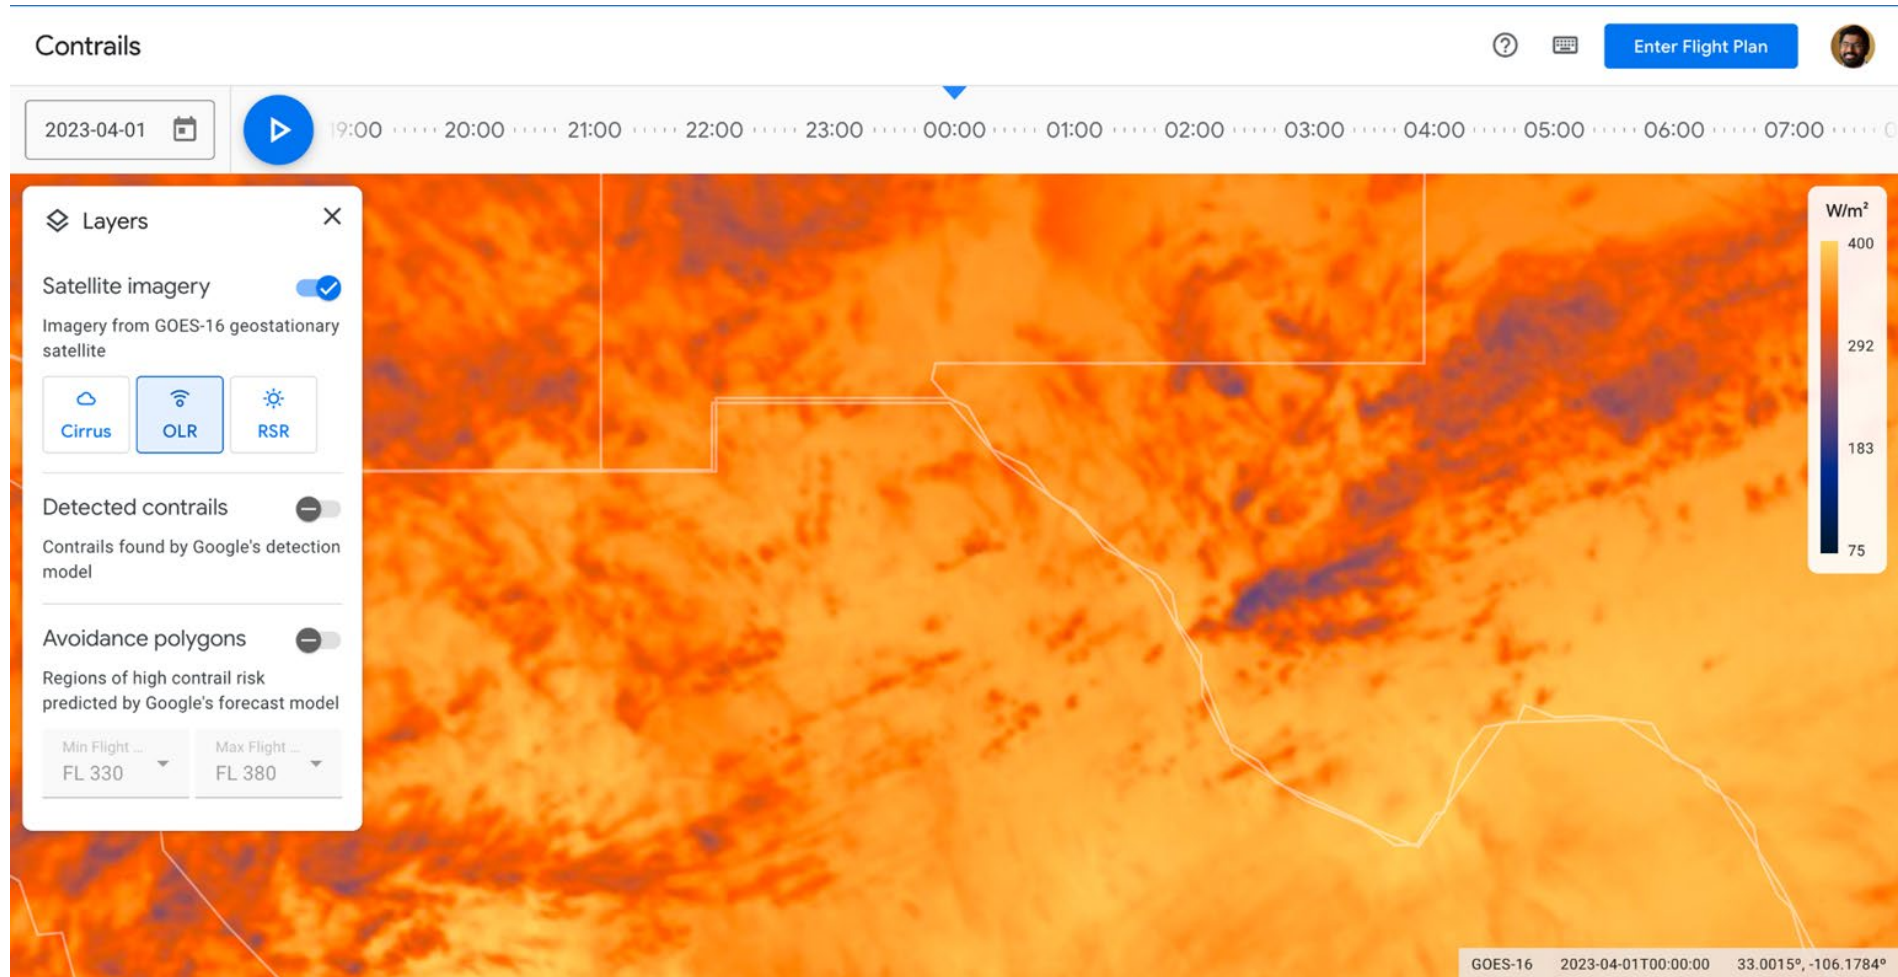 Contrails
Enter Flight Plan
2023-04-01
9:00 20:00 21:00 22:00 23:00 00:00 01:00 02:00 03:00 04:00 05:00 06:00 07:00
Layers
Satellite imagery
Imagery from GOES-16 geostationary
satellite
Cirrus OLR RSR
Detected contrails
Contrails found by Google's detection
model
Avoidance polygons
Regions of high contrail risk
predicted by Google's forecast model
Min Flight ... Max Flight ...
FL 330 FL 380
W/m²
400
292
183
75
GOES-16 2023-04-01T00:00:00 33.0015º, -106.1784º